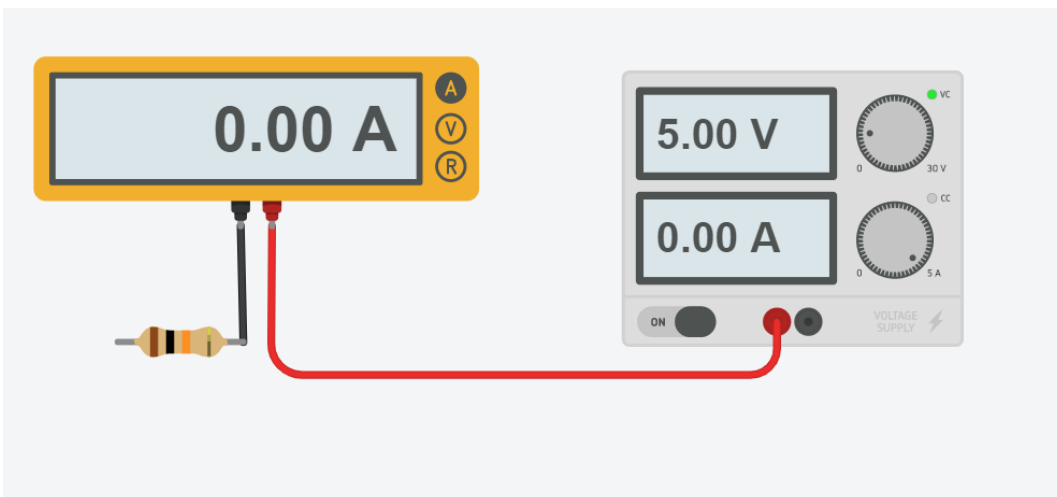 0.00 A
A
V
R
5.00 V
VC
0
30 V
0.00 A
CC
0
5 A
ON
VOLTAGE
SUPPLY